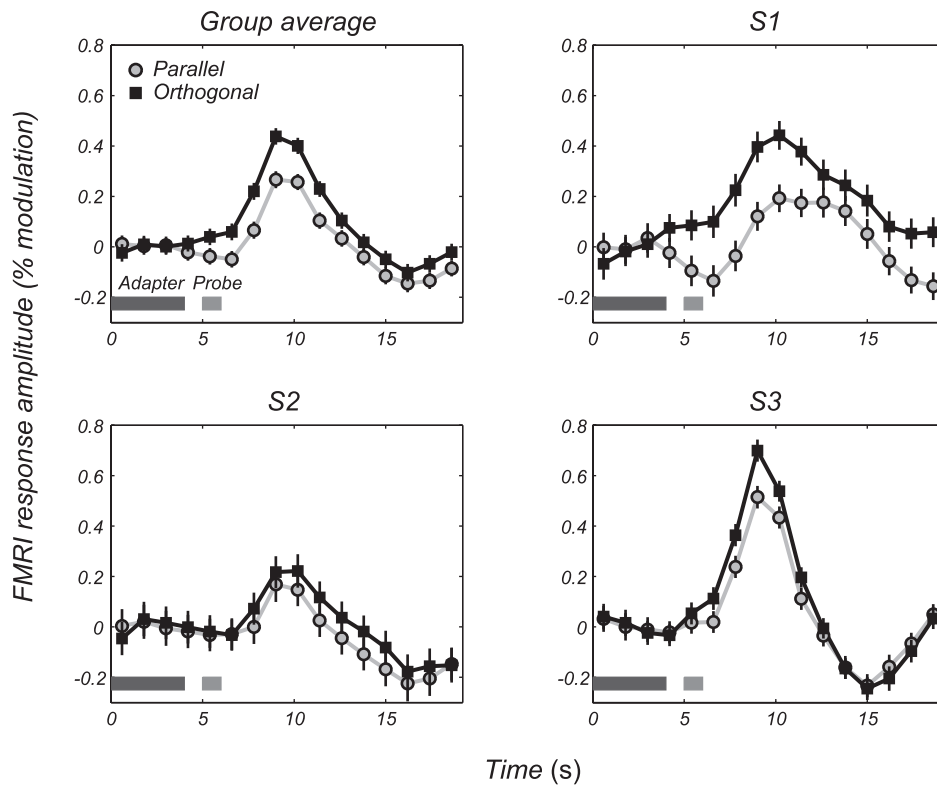 Group average
S1
0.8
0.6
0.4
0.2
0
-0.2
Parallel
Orthogonal
Adapter Probe
0 5 10 15
0.8
0.6
0.4
0.2
0
-0.2
0 5 10 15
S2
S3
0.8
0.6
0.4
0.2
0
-0.2
0 5 10 15
0.8
0.6
0.4
0.2
0
-0.2
0 5 10 15
FMRI response amplitude (% modulation)
Time (s)